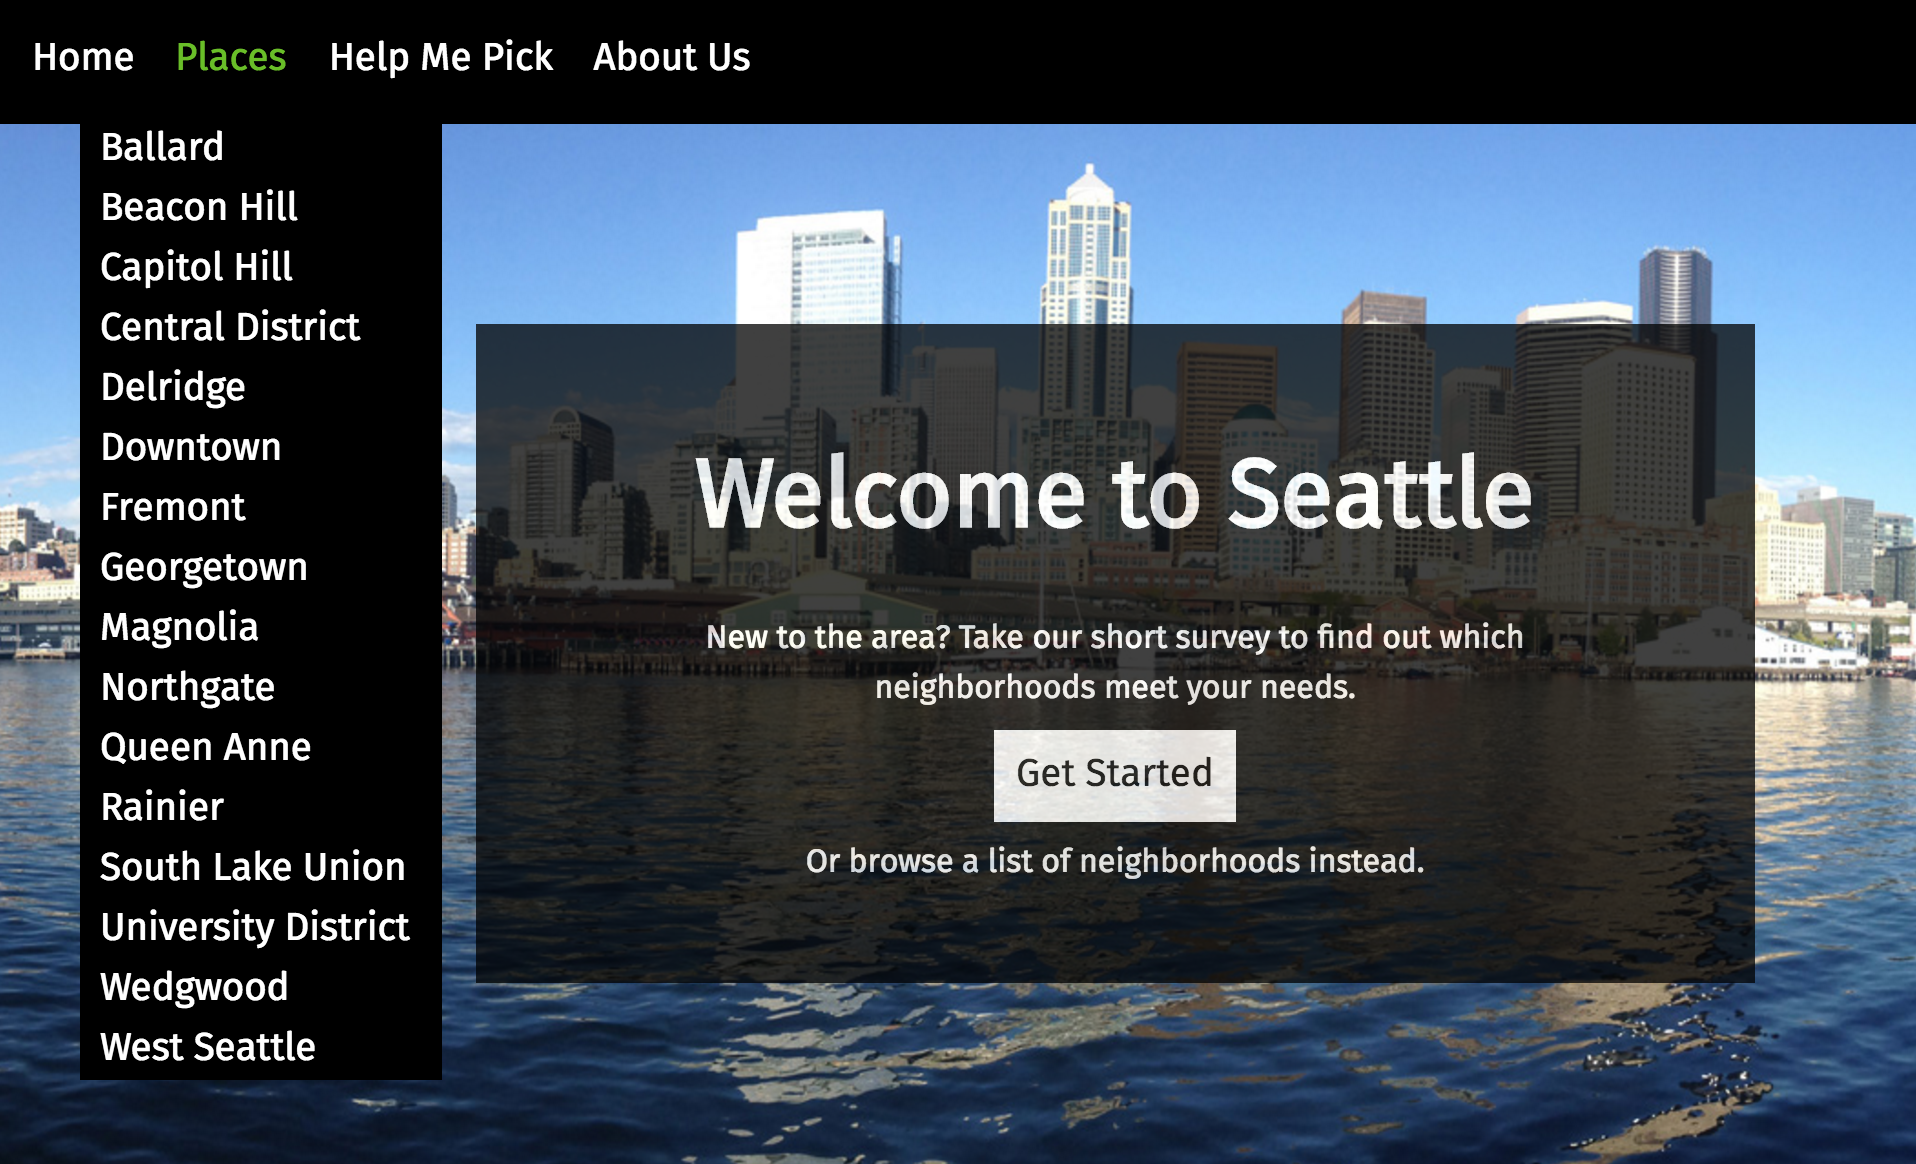 Home Places Help Me Pick About Us
Ballard
Beacon Hill
Capitol Hill
Central District
Delridge
Downtown
Fremont
Georgetown
Magnolia
Northgate
Queen Anne
Rainier
South Lake Union
University District
Wedgwood
West Seattle
Welcome to Seattle
New to the area? Take our short survey to find out which
neighborhoods meet your needs.
Get Started
Or browse a list of neighborhoods instead.